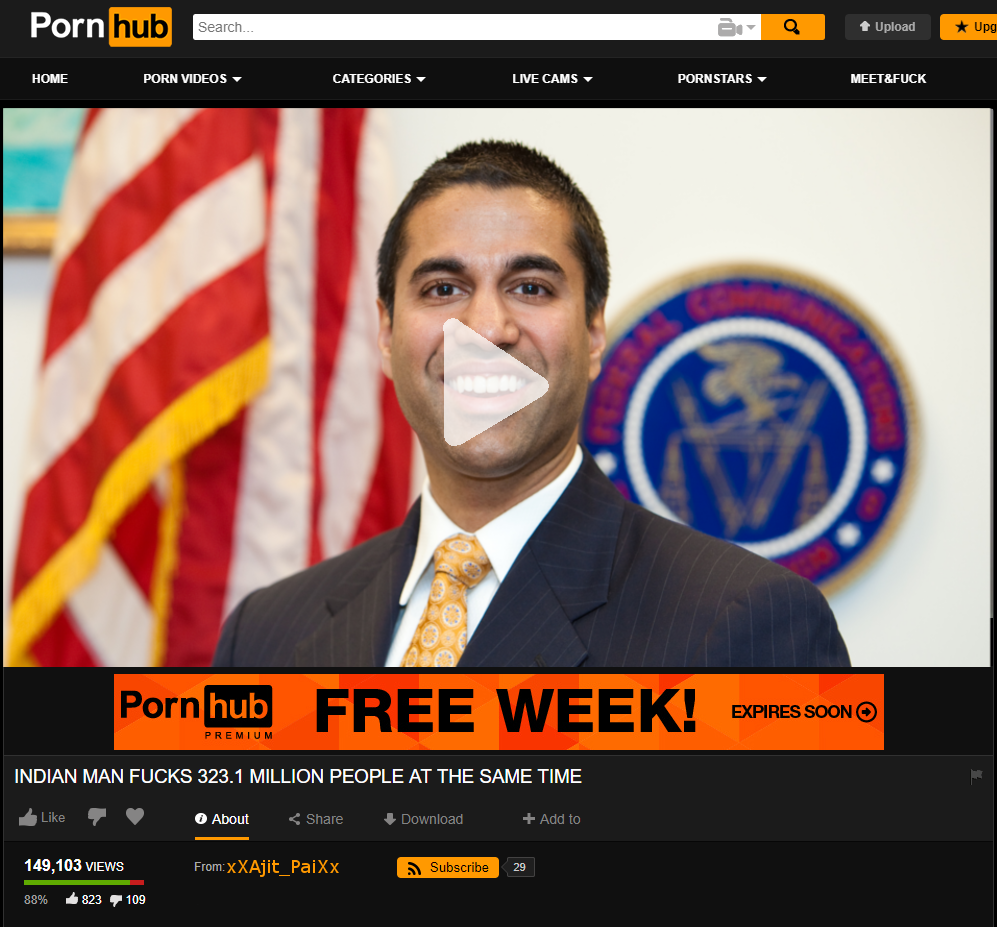 Porn hub
Search...
Upload
Upg
HOME
PORN VIDEOS
CATEGORIES
LIVE CAMS
PORNSTARS
MEET&FUCK
FEDERAL COMMUNICATIONS
Porn hub
PREMIUM
FREE WEEK!
EXPIRES SOON
INDIAN MAN FUCKS 323.1 MILLION PEOPLE AT THE SAME TIME
Like
About
Share
Download
Add to
149,103 VIEWS
From: xXAjit_PaiXx
Subscribe
29
88%
823
109